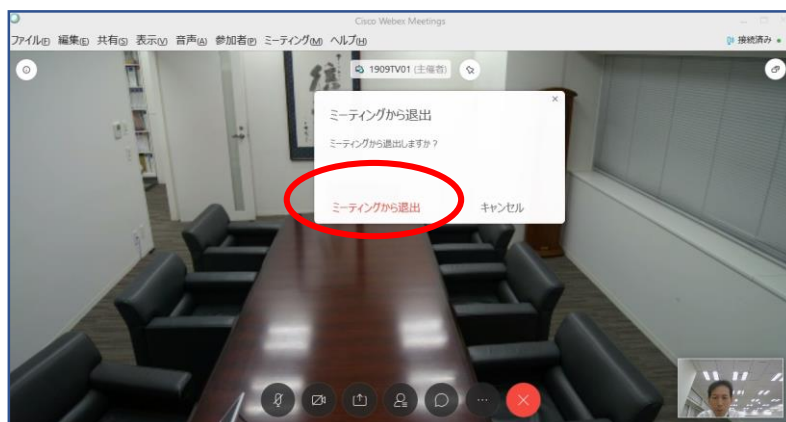 Cisco Webex Meetings
ファイル(F) 編集(E) 共有(S) 表示(V) 音声(A) 参加者(P) ミーティング(M) ヘルプ(H) 接続済み
1909TV01 (主催者)
ミーティングから退出
ミーティングから退出しますか？
ミーティングから退出 キャンセル